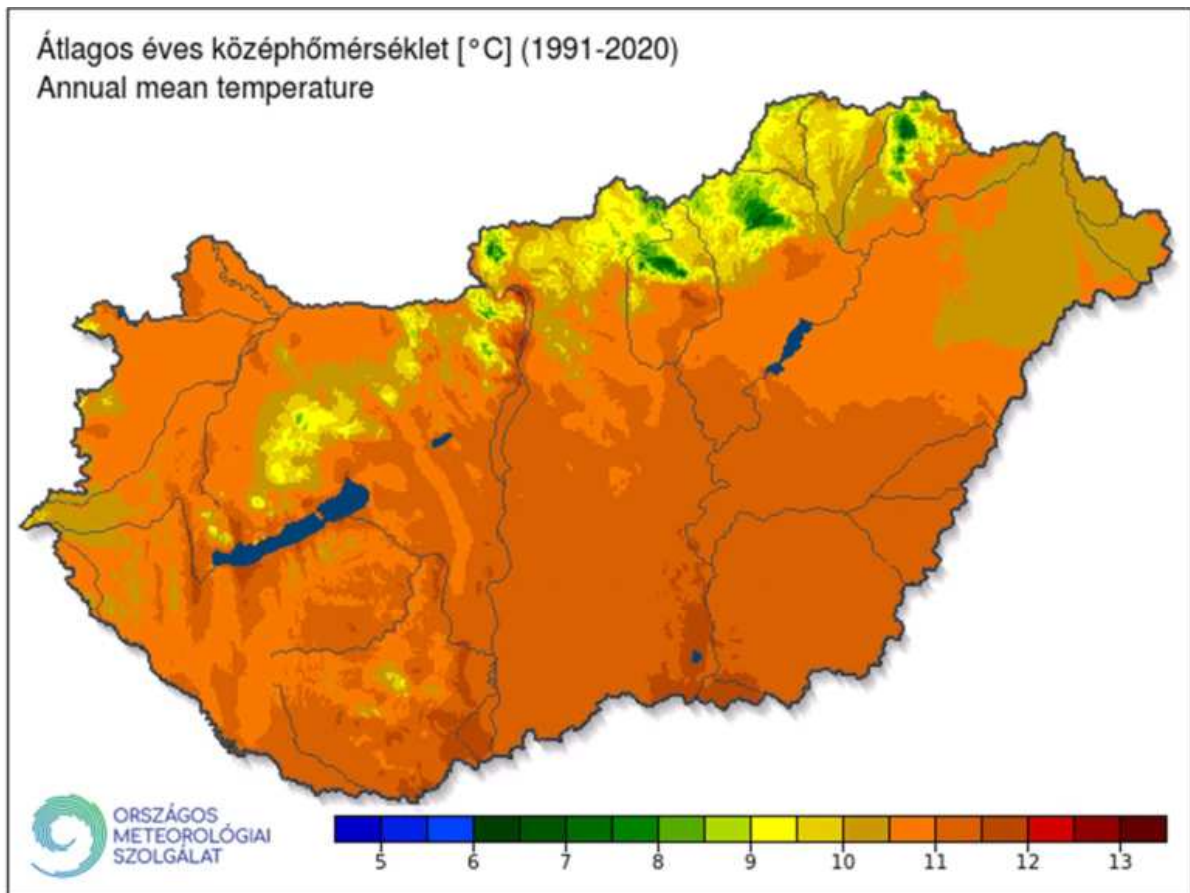 Átlagos éves középhőmérséklet [°C] (1991-2020)
Annual mean temperature
ORSZÁGOS
METEOROLÓGIAI
SZOLGÁLAT
5 6 7 8 9 10 11 12 13